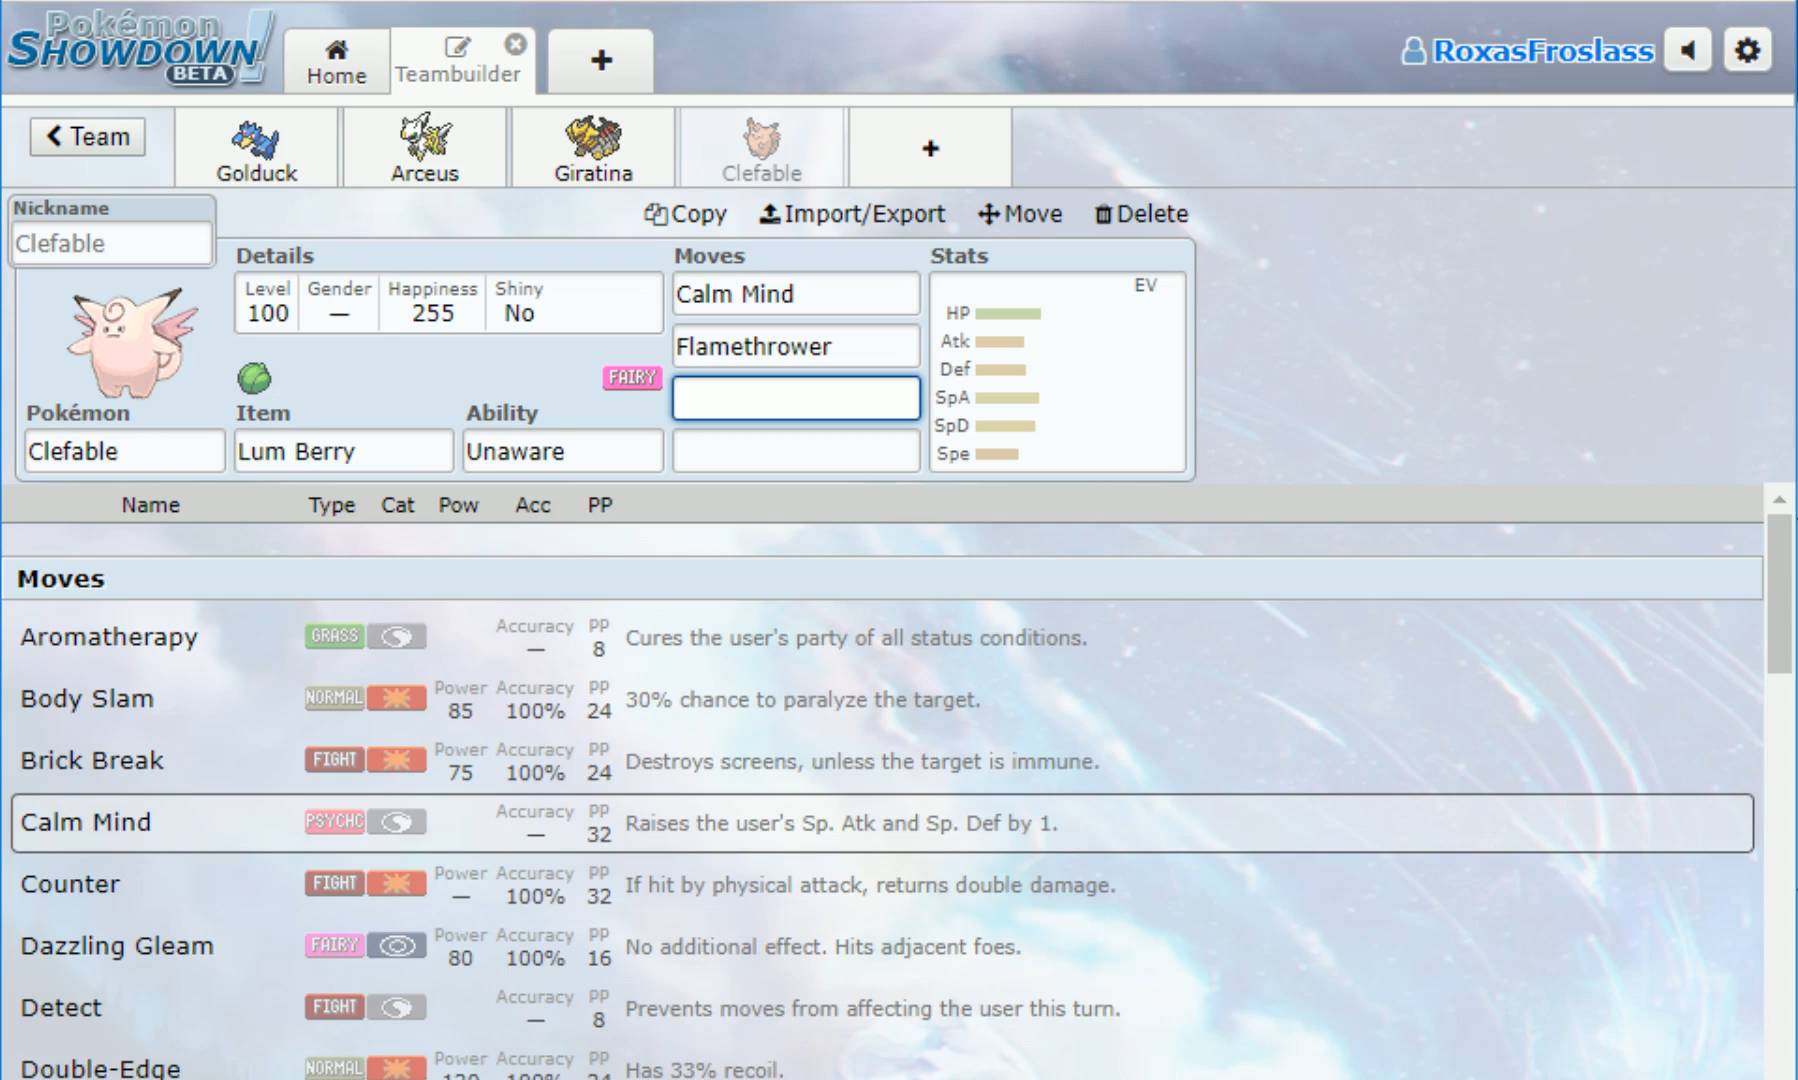 Pokémon
SHOWDOWN!
BETA
Home
Teambuilder
+
RoxasFroslass
Team
Golduck
Arceus
Giratina
Clefable
+
Nickname
Clefable
Copy
Import/Export
Move
Delete
Details
Moves
Stats
Level
Gender
Happiness
Shiny
100
—
255
No
Calm Mind
Flamethrower
EV
HP
Atk
Def
SpA
SpD
Spe
FAIRY
Pokémon
Item
Ability
Clefable
Lum Berry
Unaware
Name Type Cat Pow Acc PP
Moves
Aromatherapy GRASS Accuracy — PP 8 Cures the user's party of all status conditions.
Body Slam NORMAL Power 85 Accuracy 100% PP 24 30% chance to paralyze the target.
Brick Break FIGHT Power 75 Accuracy 100% PP 24 Destroys screens, unless the target is immune.
Calm Mind PSYCHC Accuracy — PP 32 Raises the user's Sp. Atk and Sp. Def by 1.
Counter FIGHT Power — Accuracy 100% PP 32 If hit by physical attack, returns double damage.
Dazzling Gleam FAIRY Power 80 Accuracy 100% PP 16 No additional effect. Hits adjacent foes.
Detect FIGHT Accuracy — PP 8 Prevents moves from affecting the user this turn.
Double-Edge NORMAL Power 120 Accuracy 100% PP 24 Has 33% recoil.